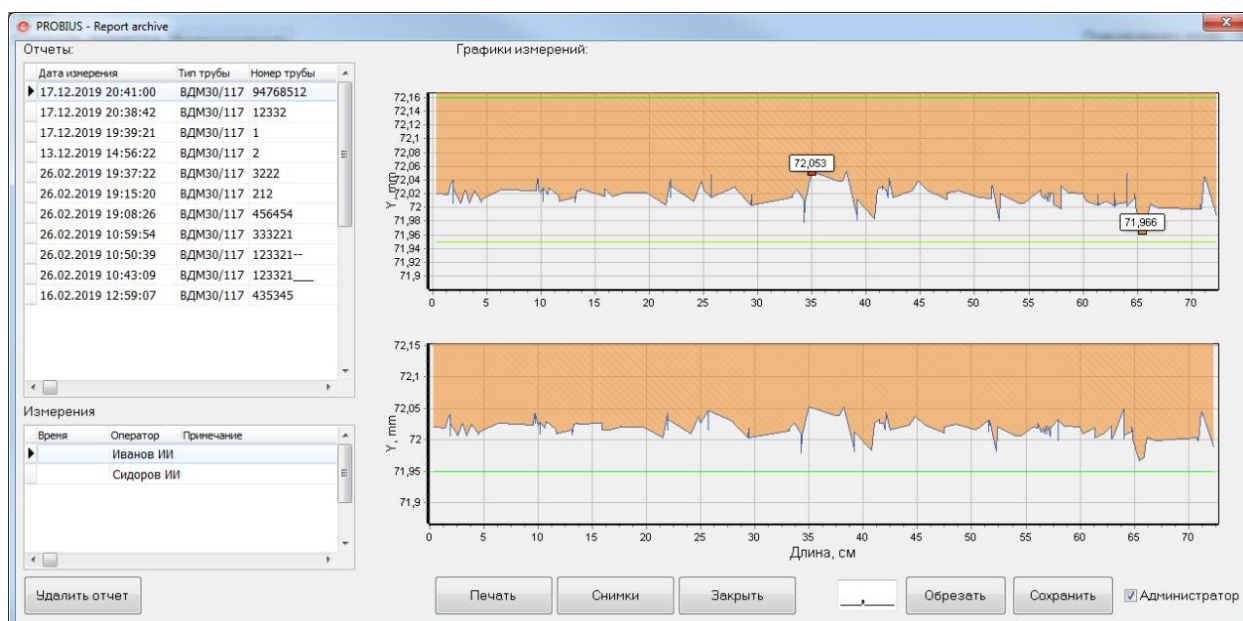 PROBIUS - Report archive
Отчеты:
Дата измерения Тип трубы Номер трубы
17.12.2019 20:41:00 ВДМ30/117 94768512
17.12.2019 20:38:42 ВДМ30/117 12332
17.12.2019 19:39:21 ВДМ30/117 1
13.12.2019 14:56:22 ВДМ30/117 2
26.02.2019 19:37:22 ВДМ30/117 3222
26.02.2019 19:15:20 ВДМ30/117 212
26.02.2019 19:08:26 ВДМ30/117 456454
26.02.2019 10:59:54 ВДМ30/117 333221
26.02.2019 10:50:39 ВДМ30/117 123321--
26.02.2019 10:43:09 ВДМ30/117 123321___
16.02.2019 12:59:07 ВДМ30/117 435345
Измерения
Время Оператор Примечание
Иванов ИИ
Сидоров ИИ
Удалить отчет
Графики измерений:
Y, mm
72,16
72,14
72,12
72,1
72,08
72,06
72,04
72,02
72
71,98
71,96
71,94
71,92
71,9
72,053
71,966
0 5 10 15 20 25 30 35 40 45 50 55 60 65 70
Y, mm
72,15
72,1
72,05
72
71,95
71,9
0 5 10 15 20 25 30 35 40 45 50 55 60 65 70
Длина, см
Печать Снимки Закрыть __,__ Обрезать Сохранить Администратор